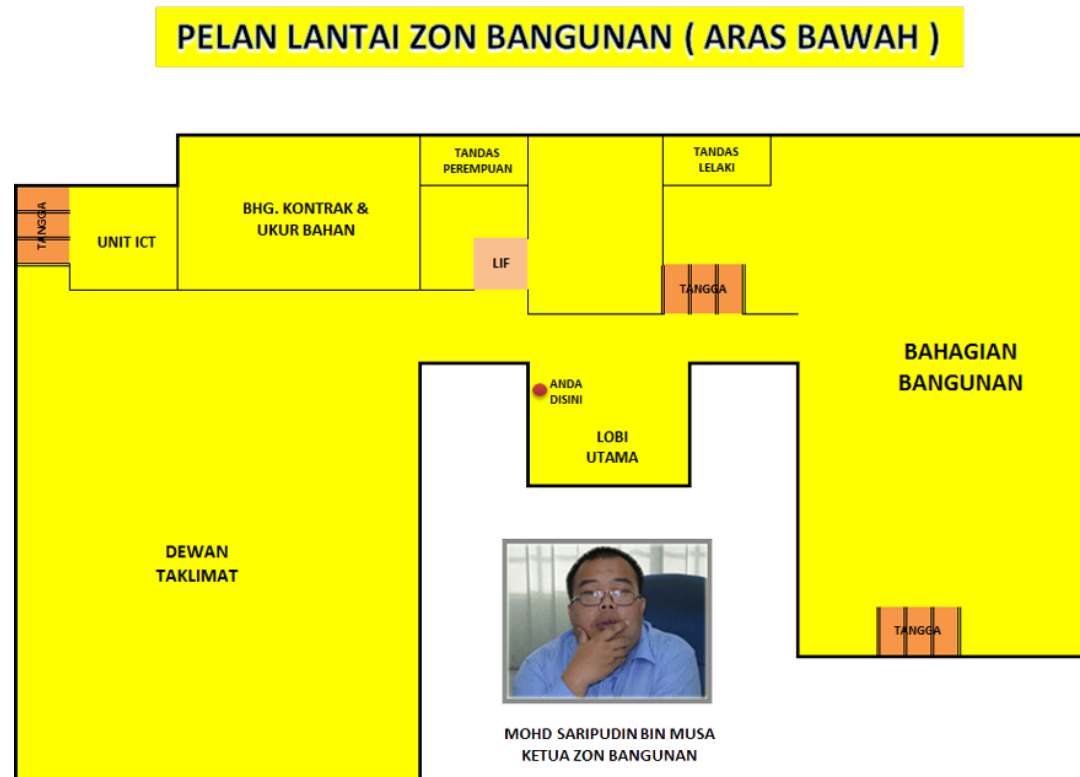 PELAN LANTAI ZON BANGUNAN ( ARAS BAWAH )
TANDAS
PEREMPUAN
TANDAS
LELAKI
TANGGA
UNIT ICT
BHG. KONTRAK &
UKUR BAHAN
LIF
TANGGA
BAHAGIAN
BANGUNAN
ANDA
DISINI
LOBI
UTAMA
DEWAN
TAKLIMAT
TANGGA
MOHD SARIPUDIN BIN MUSA
KETUA ZON BANGUNAN